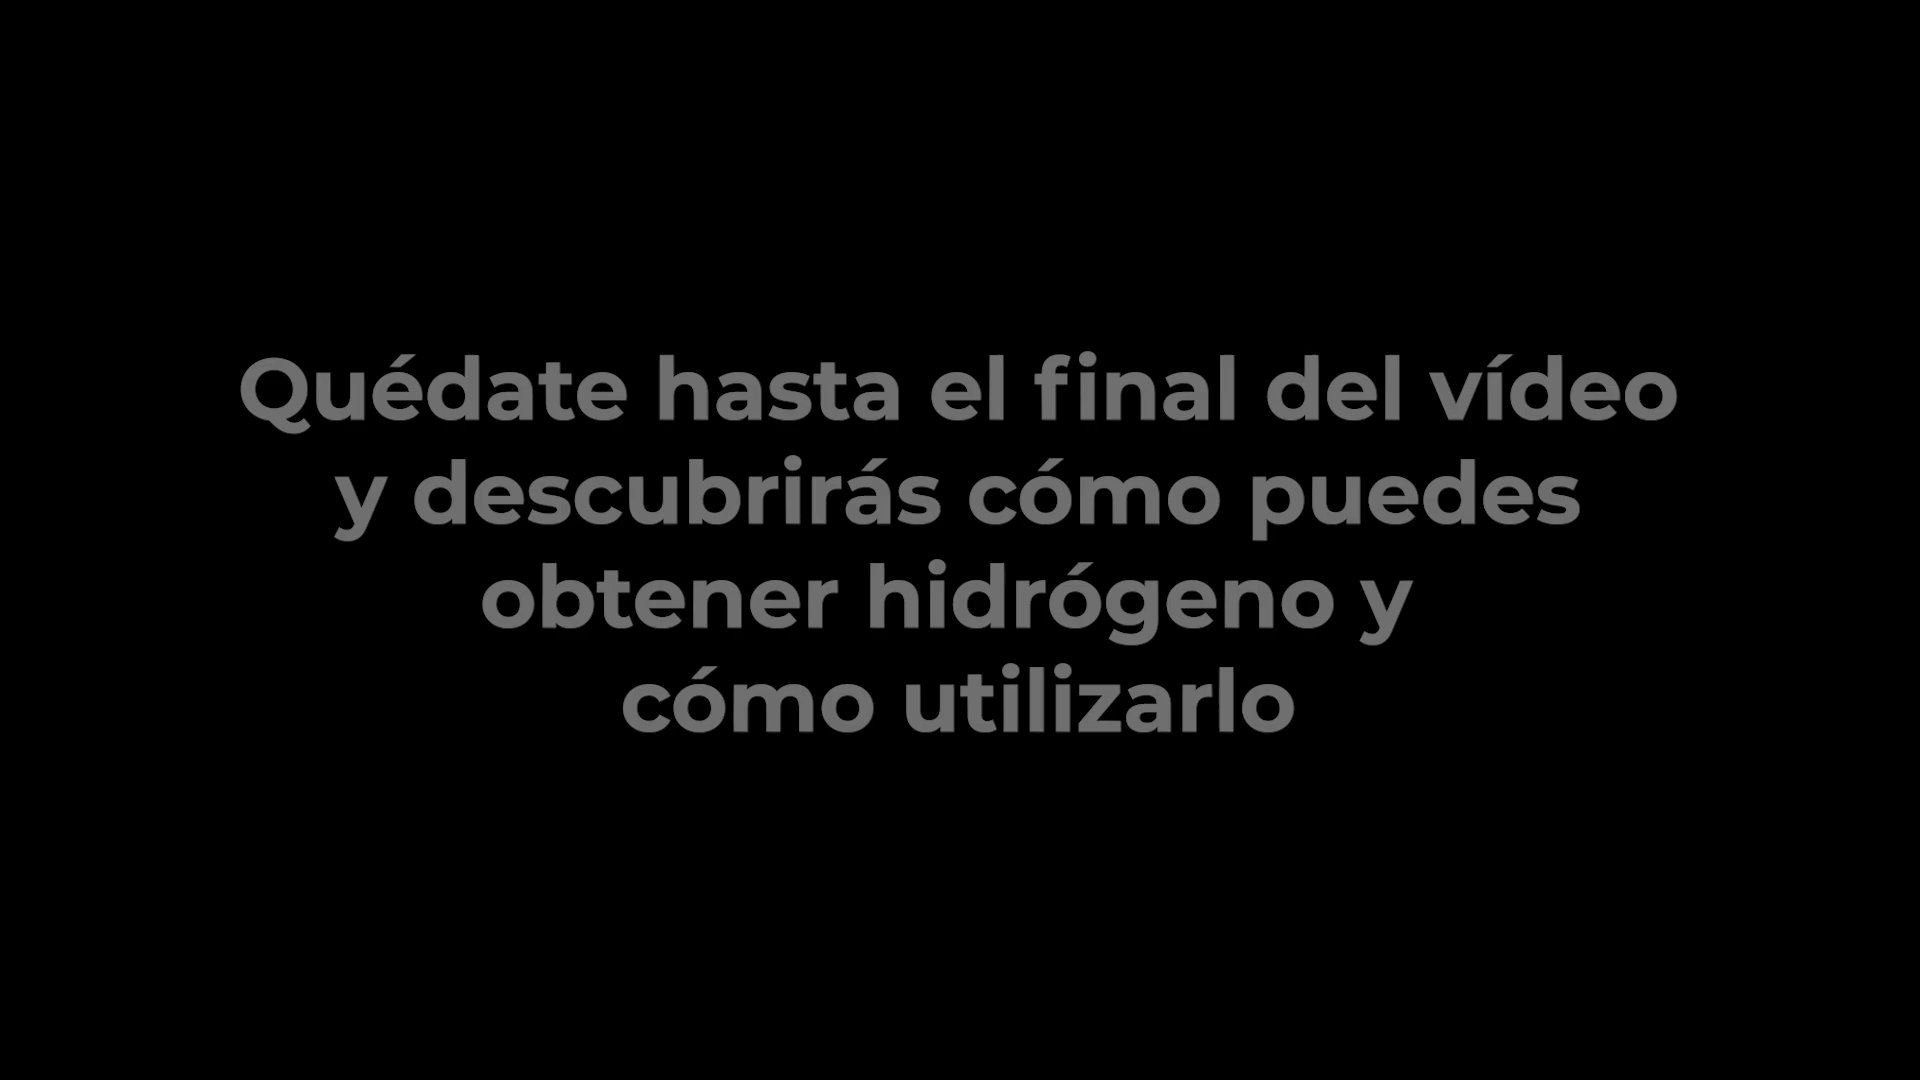 Quédate hasta el final del vídeo
y descubrirás cómo puedes
obtener hidrógeno y
cómo utilizarlo